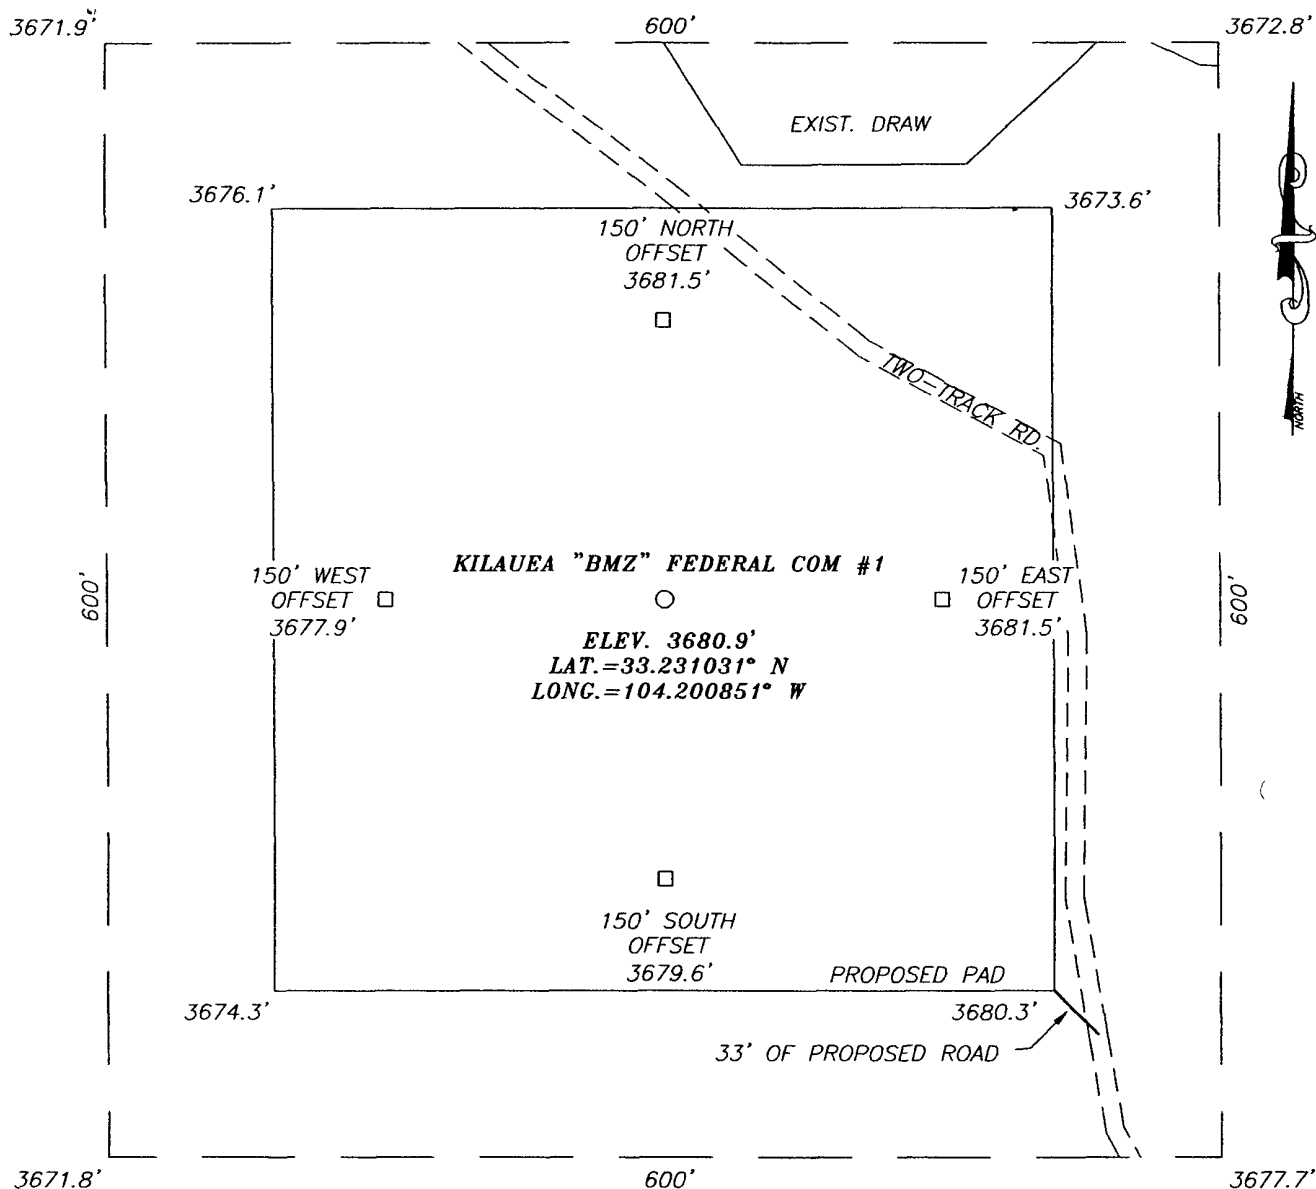 3671.9'
600'
3672.8'
EXIST. DRAW
3676.1'
3673.6'
150' NORTH
OFFSET
3681.5'
TWO-TRACK RD.
NORTH
KILAUEA "BMZ" FEDERAL COM #1
150' WEST
OFFSET
3677.9'
150' EAST
OFFSET
3681.5'
600'
600'
ELEV. 3680.9'
LAT.=33.231031° N
LONG.=104.200851° W
150' SOUTH
OFFSET
3679.6'
PROPOSED PAD
3674.3'
3680.3'
33' OF PROPOSED ROAD
3671.8'
600'
3677.7'